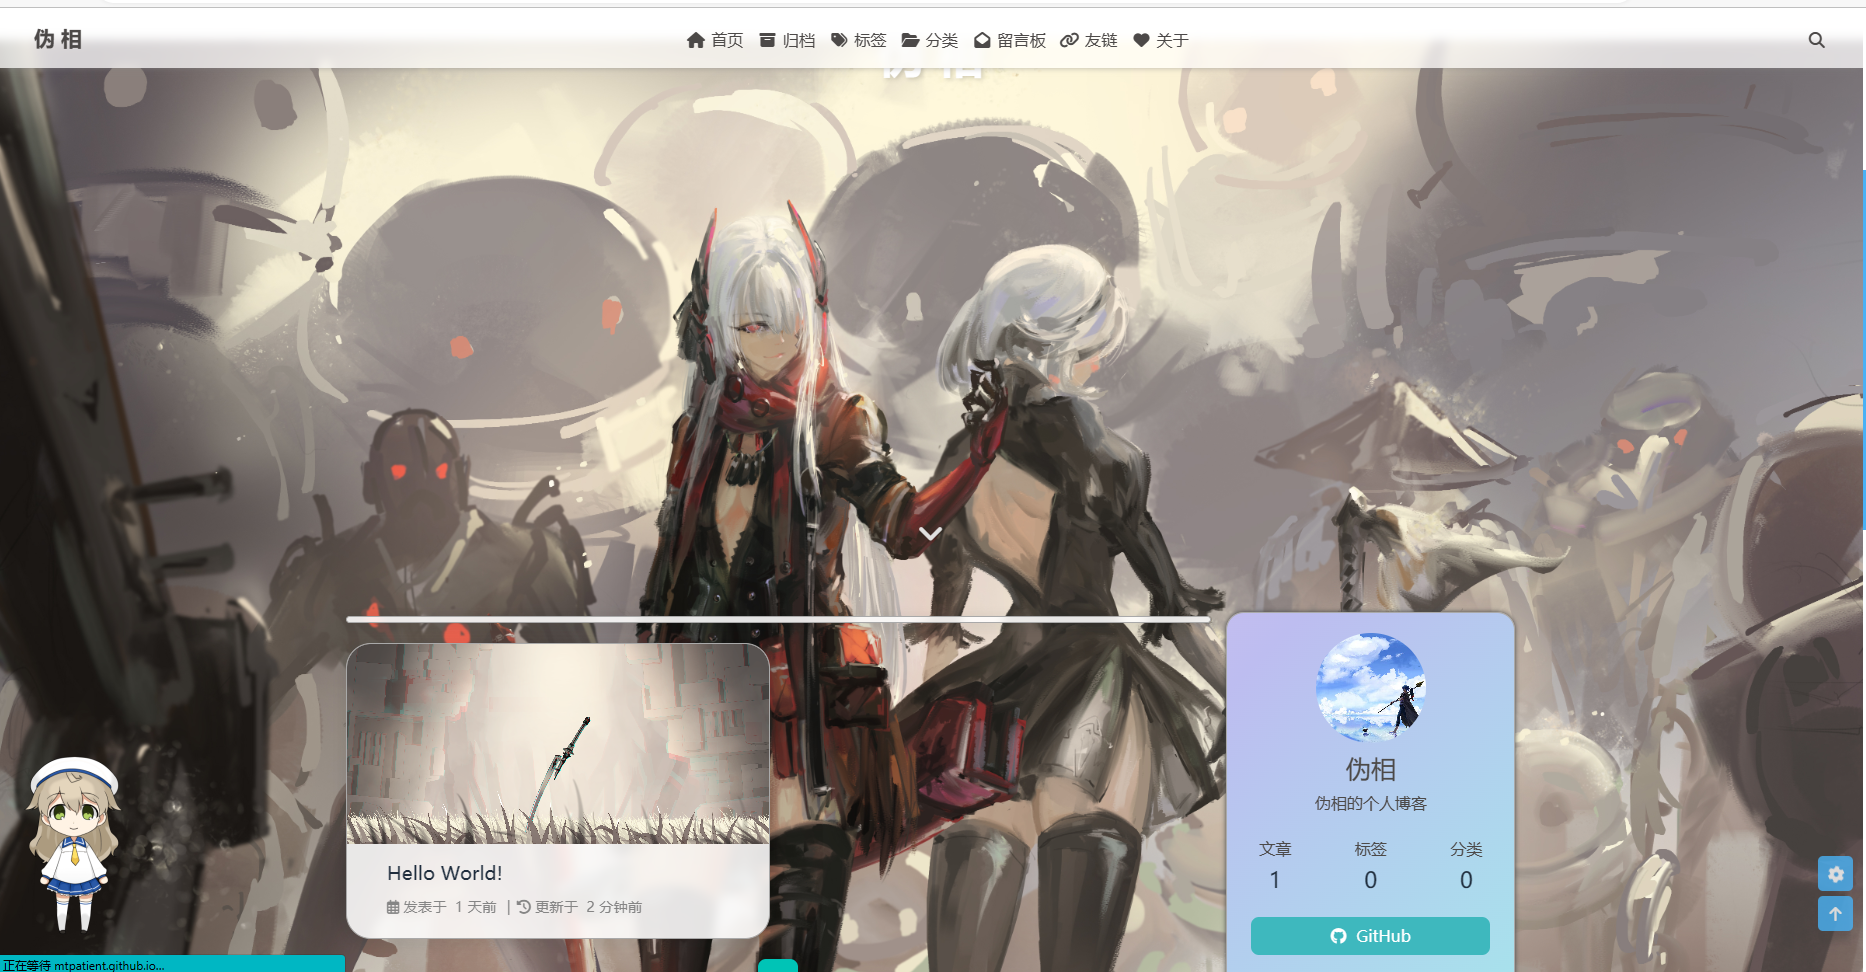 伪 相
首页 归档 标签 分类 留言板 友链 关于
伪 相
Hello World!
发表于 1 天前 | 更新于 2 分钟前
伪相
伪相的个人博客
文章 标签 分类
1 0 0
GitHub
正在等待 mtpatient.github.io...